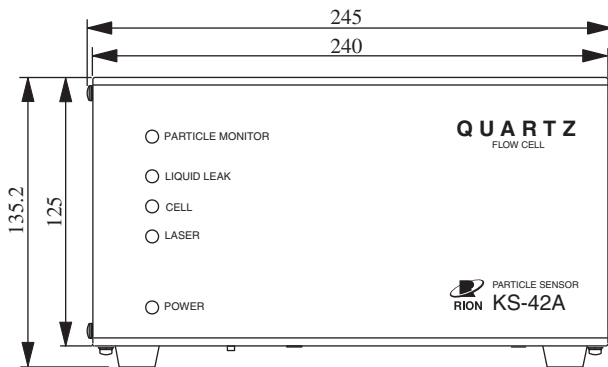 245
240
135.2
125
PARTICLE MONITOR
LIQUID LEAK
CELL
LASER
POWER
QUARTZ
FLOW CELL
PARTICLE SENSOR
RION KS-42A